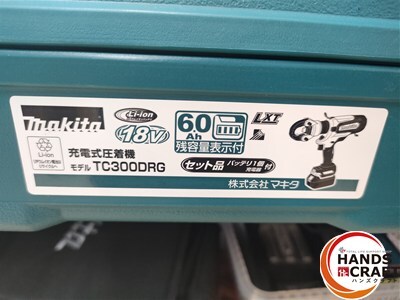 makita
Li-ion
18V
6.0
Ah
残容量表示付
LXT
Li-ion
充電式圧着機
モデル TC300DRG
セット品 バッテリ1個・充電器 付
株式会社マキタ
HANDS
CRAFT
ハンズクラフト